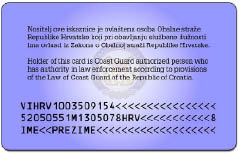 Nositelj ove iskaznice je ovlaštena osoba Obalne straže
Republike Hrvatske koji pri obavljanju službene dužnosti
ima ovlasti iz Zakona o Obalnoj straži Republike Hrvatske.
Holder of this card is Coast Guard authorized person who
has authority in law enforcement according to provisions
of the Law of Coast Guard of the Republic of Croatia.
VIHRV1003509154<<<<<<<<<<<<<<<
52050051M1305078HRV<<<<<<<<<<8
IME<<PREZIME<<<<<<<<<<<<<<<<<<